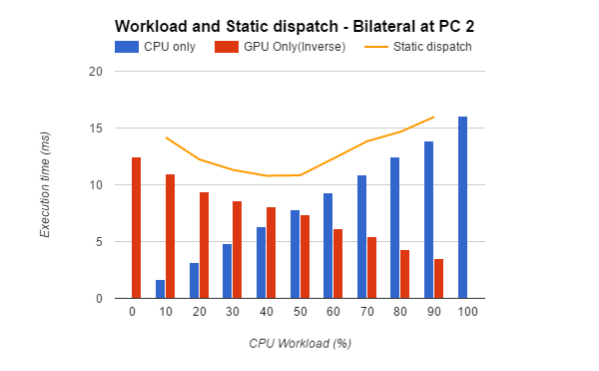 Workload and Static dispatch - Bilateral at PC 2
CPU only GPU Only(Inverse) Static dispatch
20
15
10
5
0
Execution time (ms)
0 10 20 30 40 50 60 70 80 90 100
CPU Workload (%)